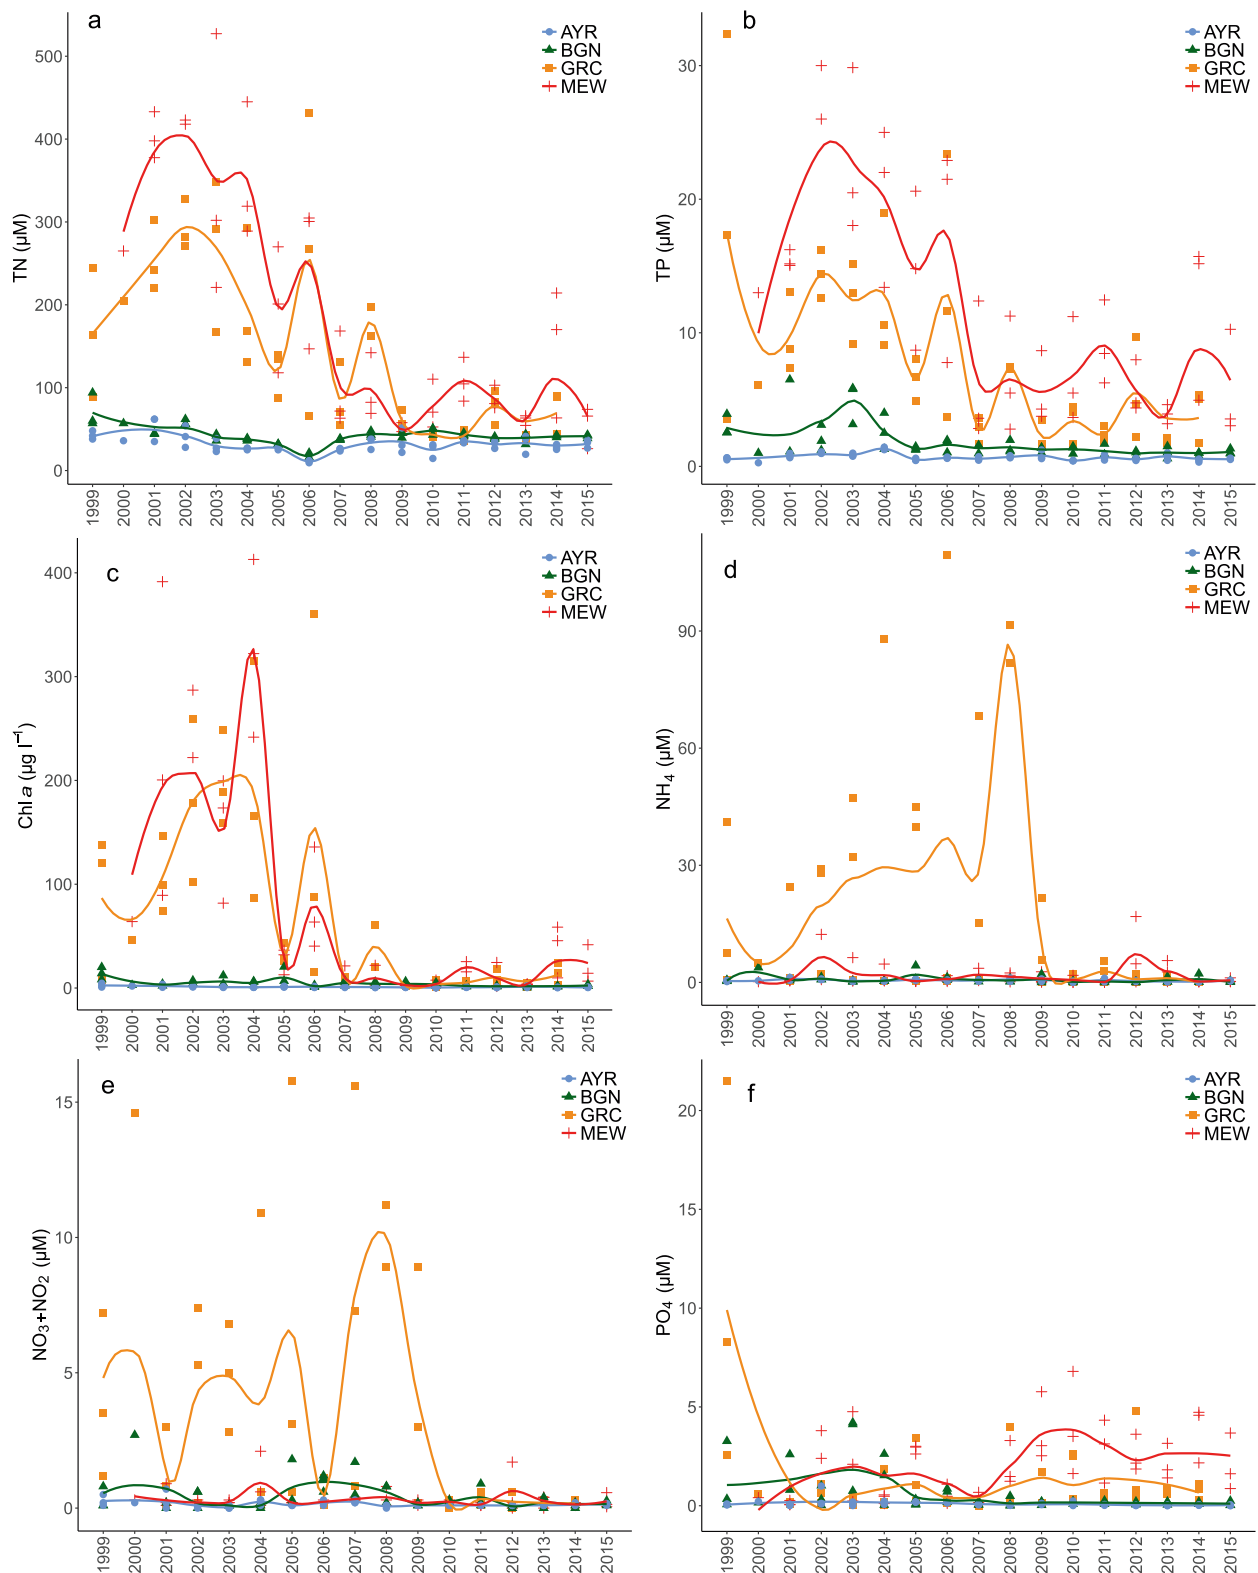 a
AYR
BGN
GRC
MEW
TN (µM)
500
400
300
200
100
0
1999 2000 2001 2002 2003 2004 2005 2006 2007 2008 2009 2010 2011 2012 2013 2014 2015
b
AYR
BGN
GRC
MEW
TP (µM)
30
20
10
0
1999 2000 2001 2002 2003 2004 2005 2006 2007 2008 2009 2010 2011 2012 2013 2014 2015
c
AYR
BGN
GRC
MEW
Chl a (µg l⁻¹)
400
300
200
100
0
1999 2000 2001 2002 2003 2004 2005 2006 2007 2008 2009 2010 2011 2012 2013 2014 2015
d
AYR
BGN
GRC
MEW
NH₄ (µM)
90
60
30
0
1999 2000 2001 2002 2003 2004 2005 2006 2007 2008 2009 2010 2011 2012 2013 2014 2015
e
AYR
BGN
GRC
MEW
NO₃+NO₂ (µM)
15
10
5
0
1999 2000 2001 2002 2003 2004 2005 2006 2007 2008 2009 2010 2011 2012 2013 2014 2015
f
AYR
BGN
GRC
MEW
PO₄ (µM)
20
15
10
5
0
1999 2000 2001 2002 2003 2004 2005 2006 2007 2008 2009 2010 2011 2012 2013 2014 2015